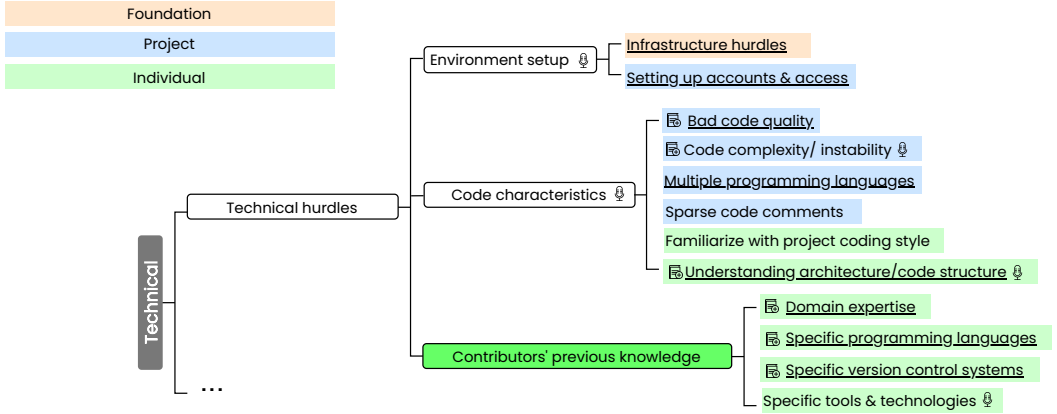 Foundation
Project
Individual
Technical
Technical hurdles
...
Environment setup
Infrastructure hurdles
Setting up accounts & access
Code characteristics
Bad code quality
Code complexity/ instability
Multiple programming languages
Sparse code comments
Familiarize with project coding style
Understanding architecture/code structure
Contributors' previous knowledge
Domain expertise
Specific programming languages
Specific version control systems
Specific tools & technologies